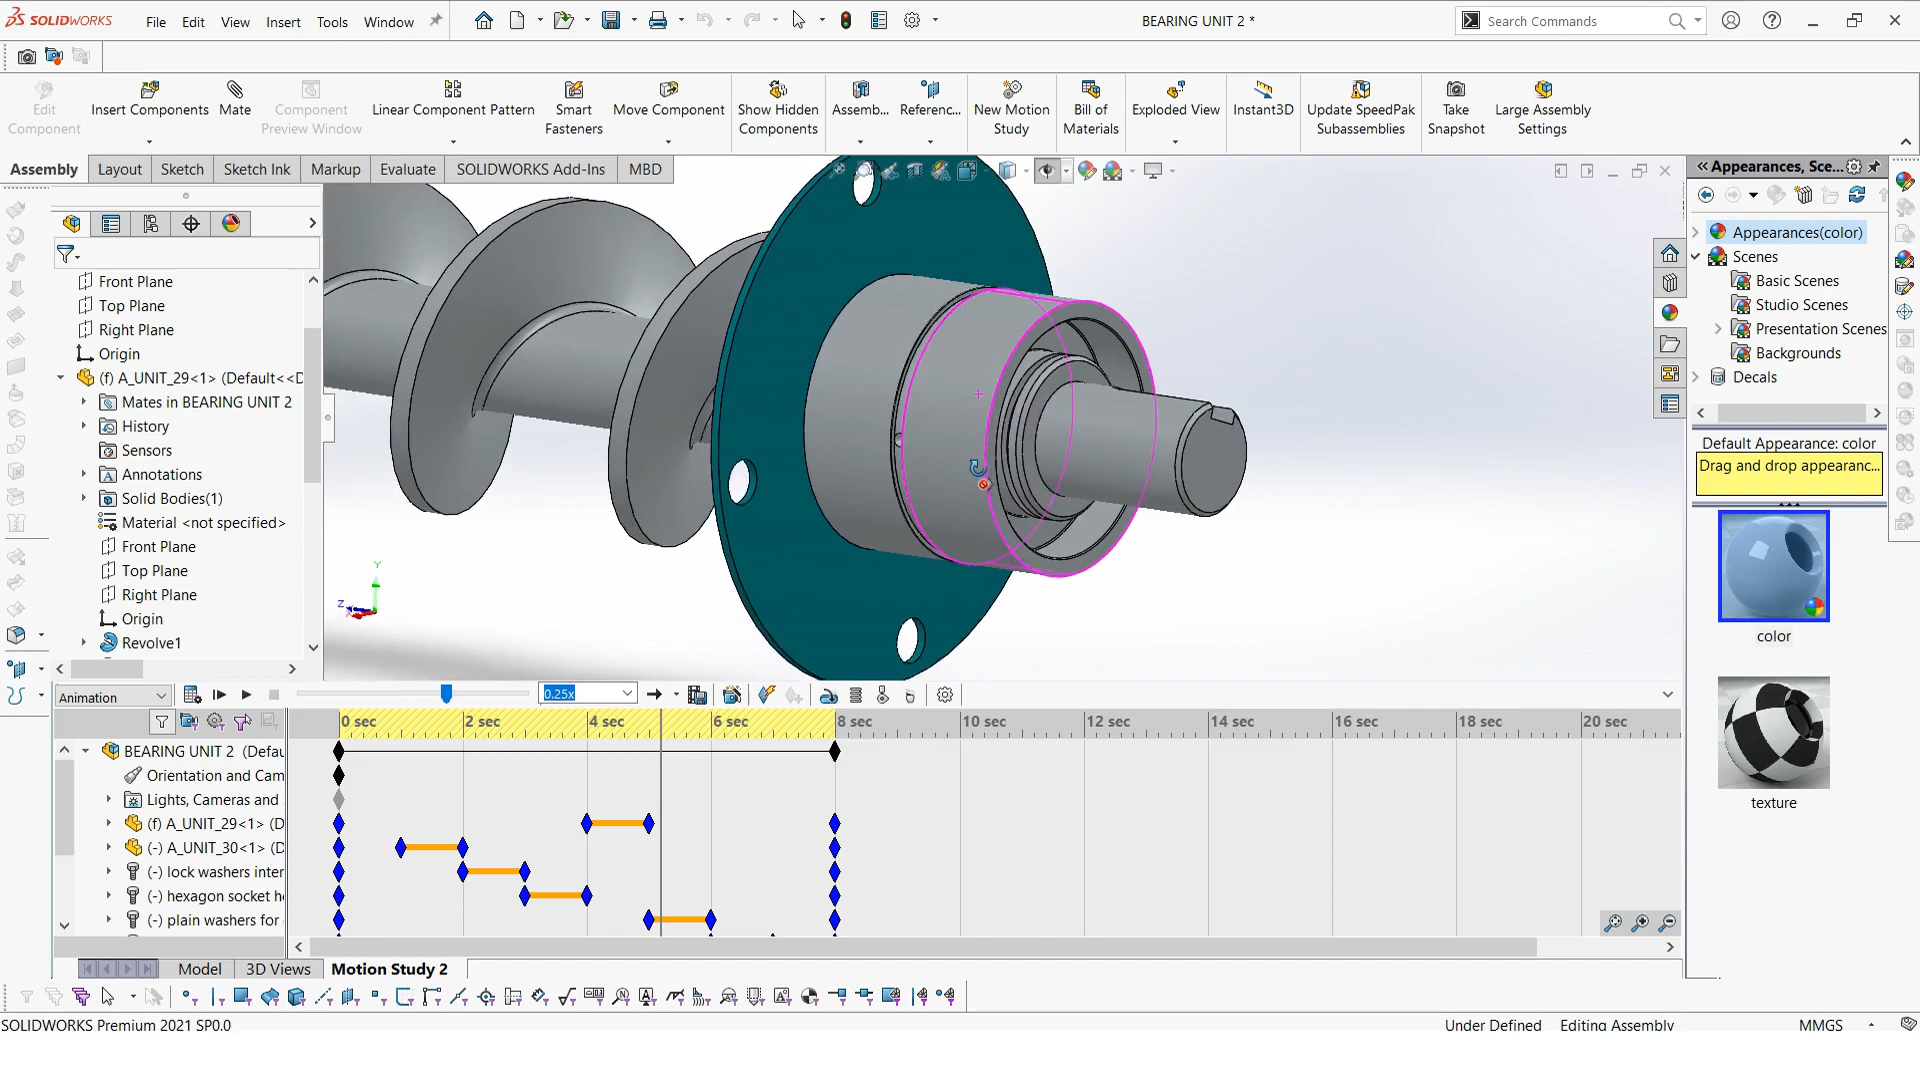 SOLIDWORKS
File Edit View Insert Tools Window
BEARING UNIT 2 *
Search Commands
Edit Component
Insert Components
Mate
Component Preview Window
Linear Component Pattern
Smart Fasteners
Move Component
Show Hidden Components
Assemb...
Referenc...
New Motion Study
Bill of Materials
Exploded View
Instant3D
Update SpeedPak Subassemblies
Take Snapshot
Large Assembly Settings
Assembly Layout Sketch Sketch Ink Markup Evaluate SOLIDWORKS Add-Ins MBD
Front Plane
Top Plane
Right Plane
Origin
(f) A_UNIT_29<1> (Default<<D
Mates in BEARING UNIT 2
History
Sensors
Annotations
Solid Bodies(1)
Material <not specified>
Front Plane
Top Plane
Right Plane
Origin
Revolve1
Y
Z
X
Appearances, Sce...
Appearances(color)
Scenes
Basic Scenes
Studio Scenes
Presentation Scenes
Backgrounds
Decals
Default Appearance: color
Drag and drop appearanc...
color
texture
Animation
0.25x
0 sec 2 sec 4 sec 6 sec 8 sec 10 sec 12 sec 14 sec 16 sec 18 sec 20 sec
BEARING UNIT 2 (Defau
Orientation and Cam
Lights, Cameras and
(f) A_UNIT_29<1> (D
(-) A_UNIT_30<1> (D
(-) lock washers inter
(-) hexagon socket he
(-) plain washers for
Model 3D Views Motion Study 2
SOLIDWORKS Premium 2021 SP0.0
Under Defined Editing Assembly MMGS